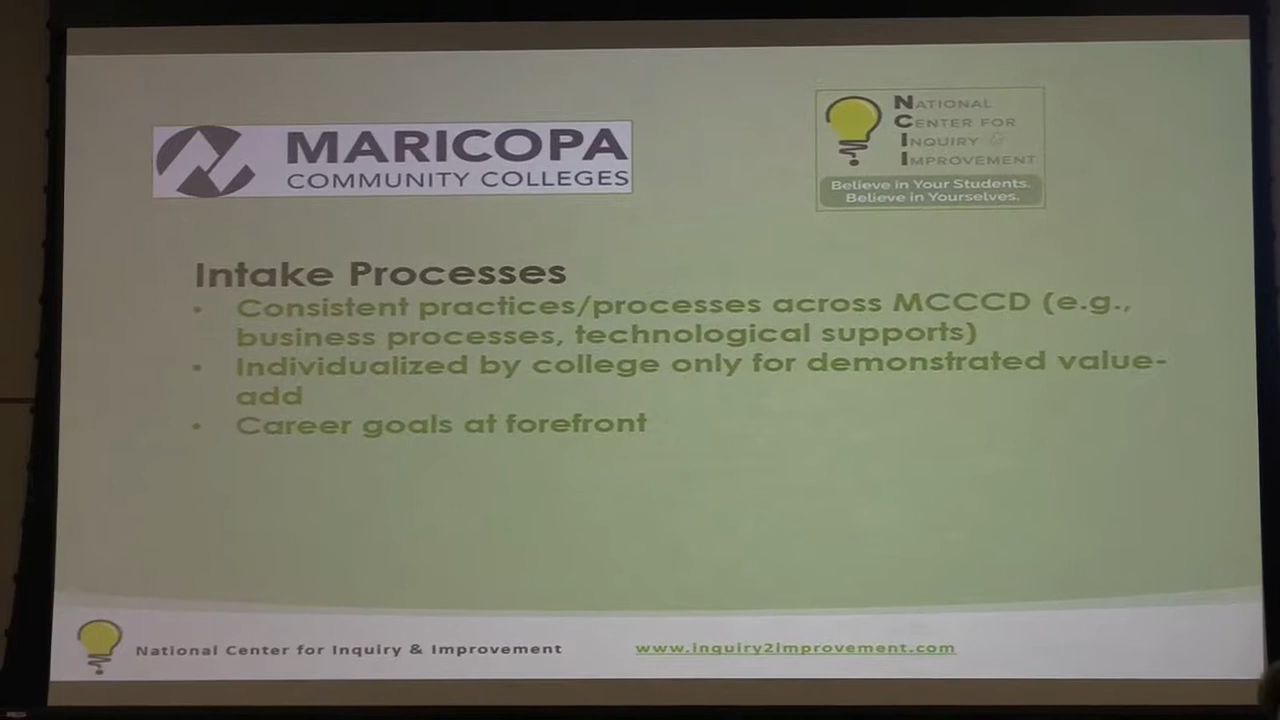 MARICOPA
COMMUNITY COLLEGES
NATIONAL
CENTER FOR
INQUIRY &
IMPROVEMENT
Believe in Your Students.
Believe in Yourselves.
Intake Processes
• Consistent practices/processes across MCCCD (e.g.,
business processes, technological supports)
• Individualized by college only for demonstrated value-
add
• Career goals at forefront
National Center for Inquiry & Improvement
www.inquiry2improvement.com